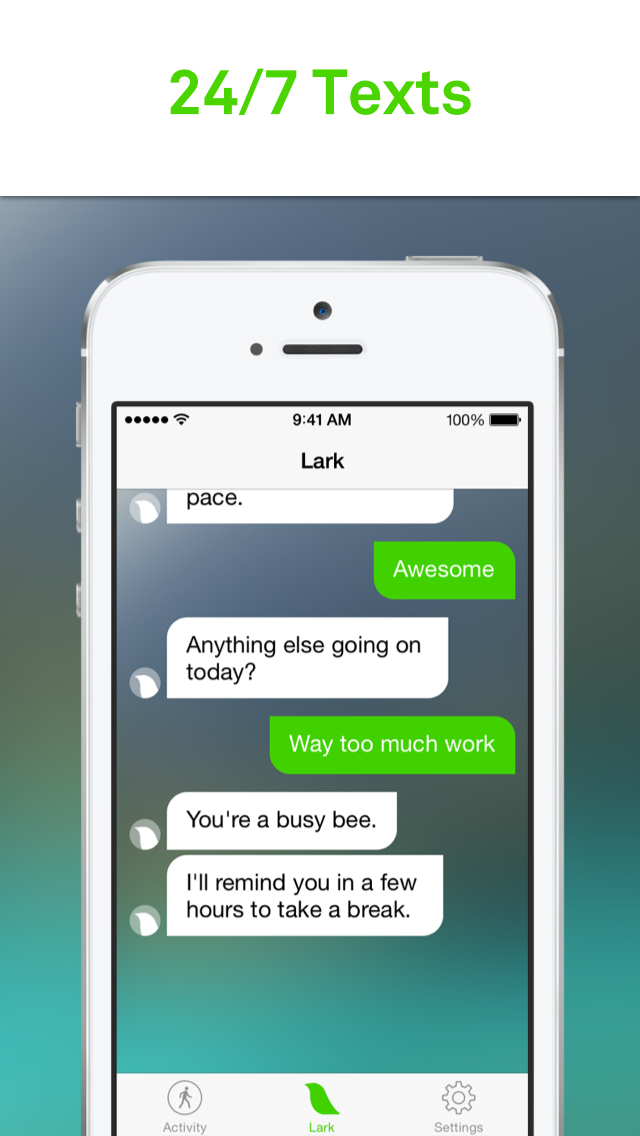 24/7 Texts
9:41 AM
100%
Lark
pace.
Awesome
Anything else going on
today?
Way too much work
You're a busy bee.
I'll remind you in a few
hours to take a break.
Activity
Lark
Settings